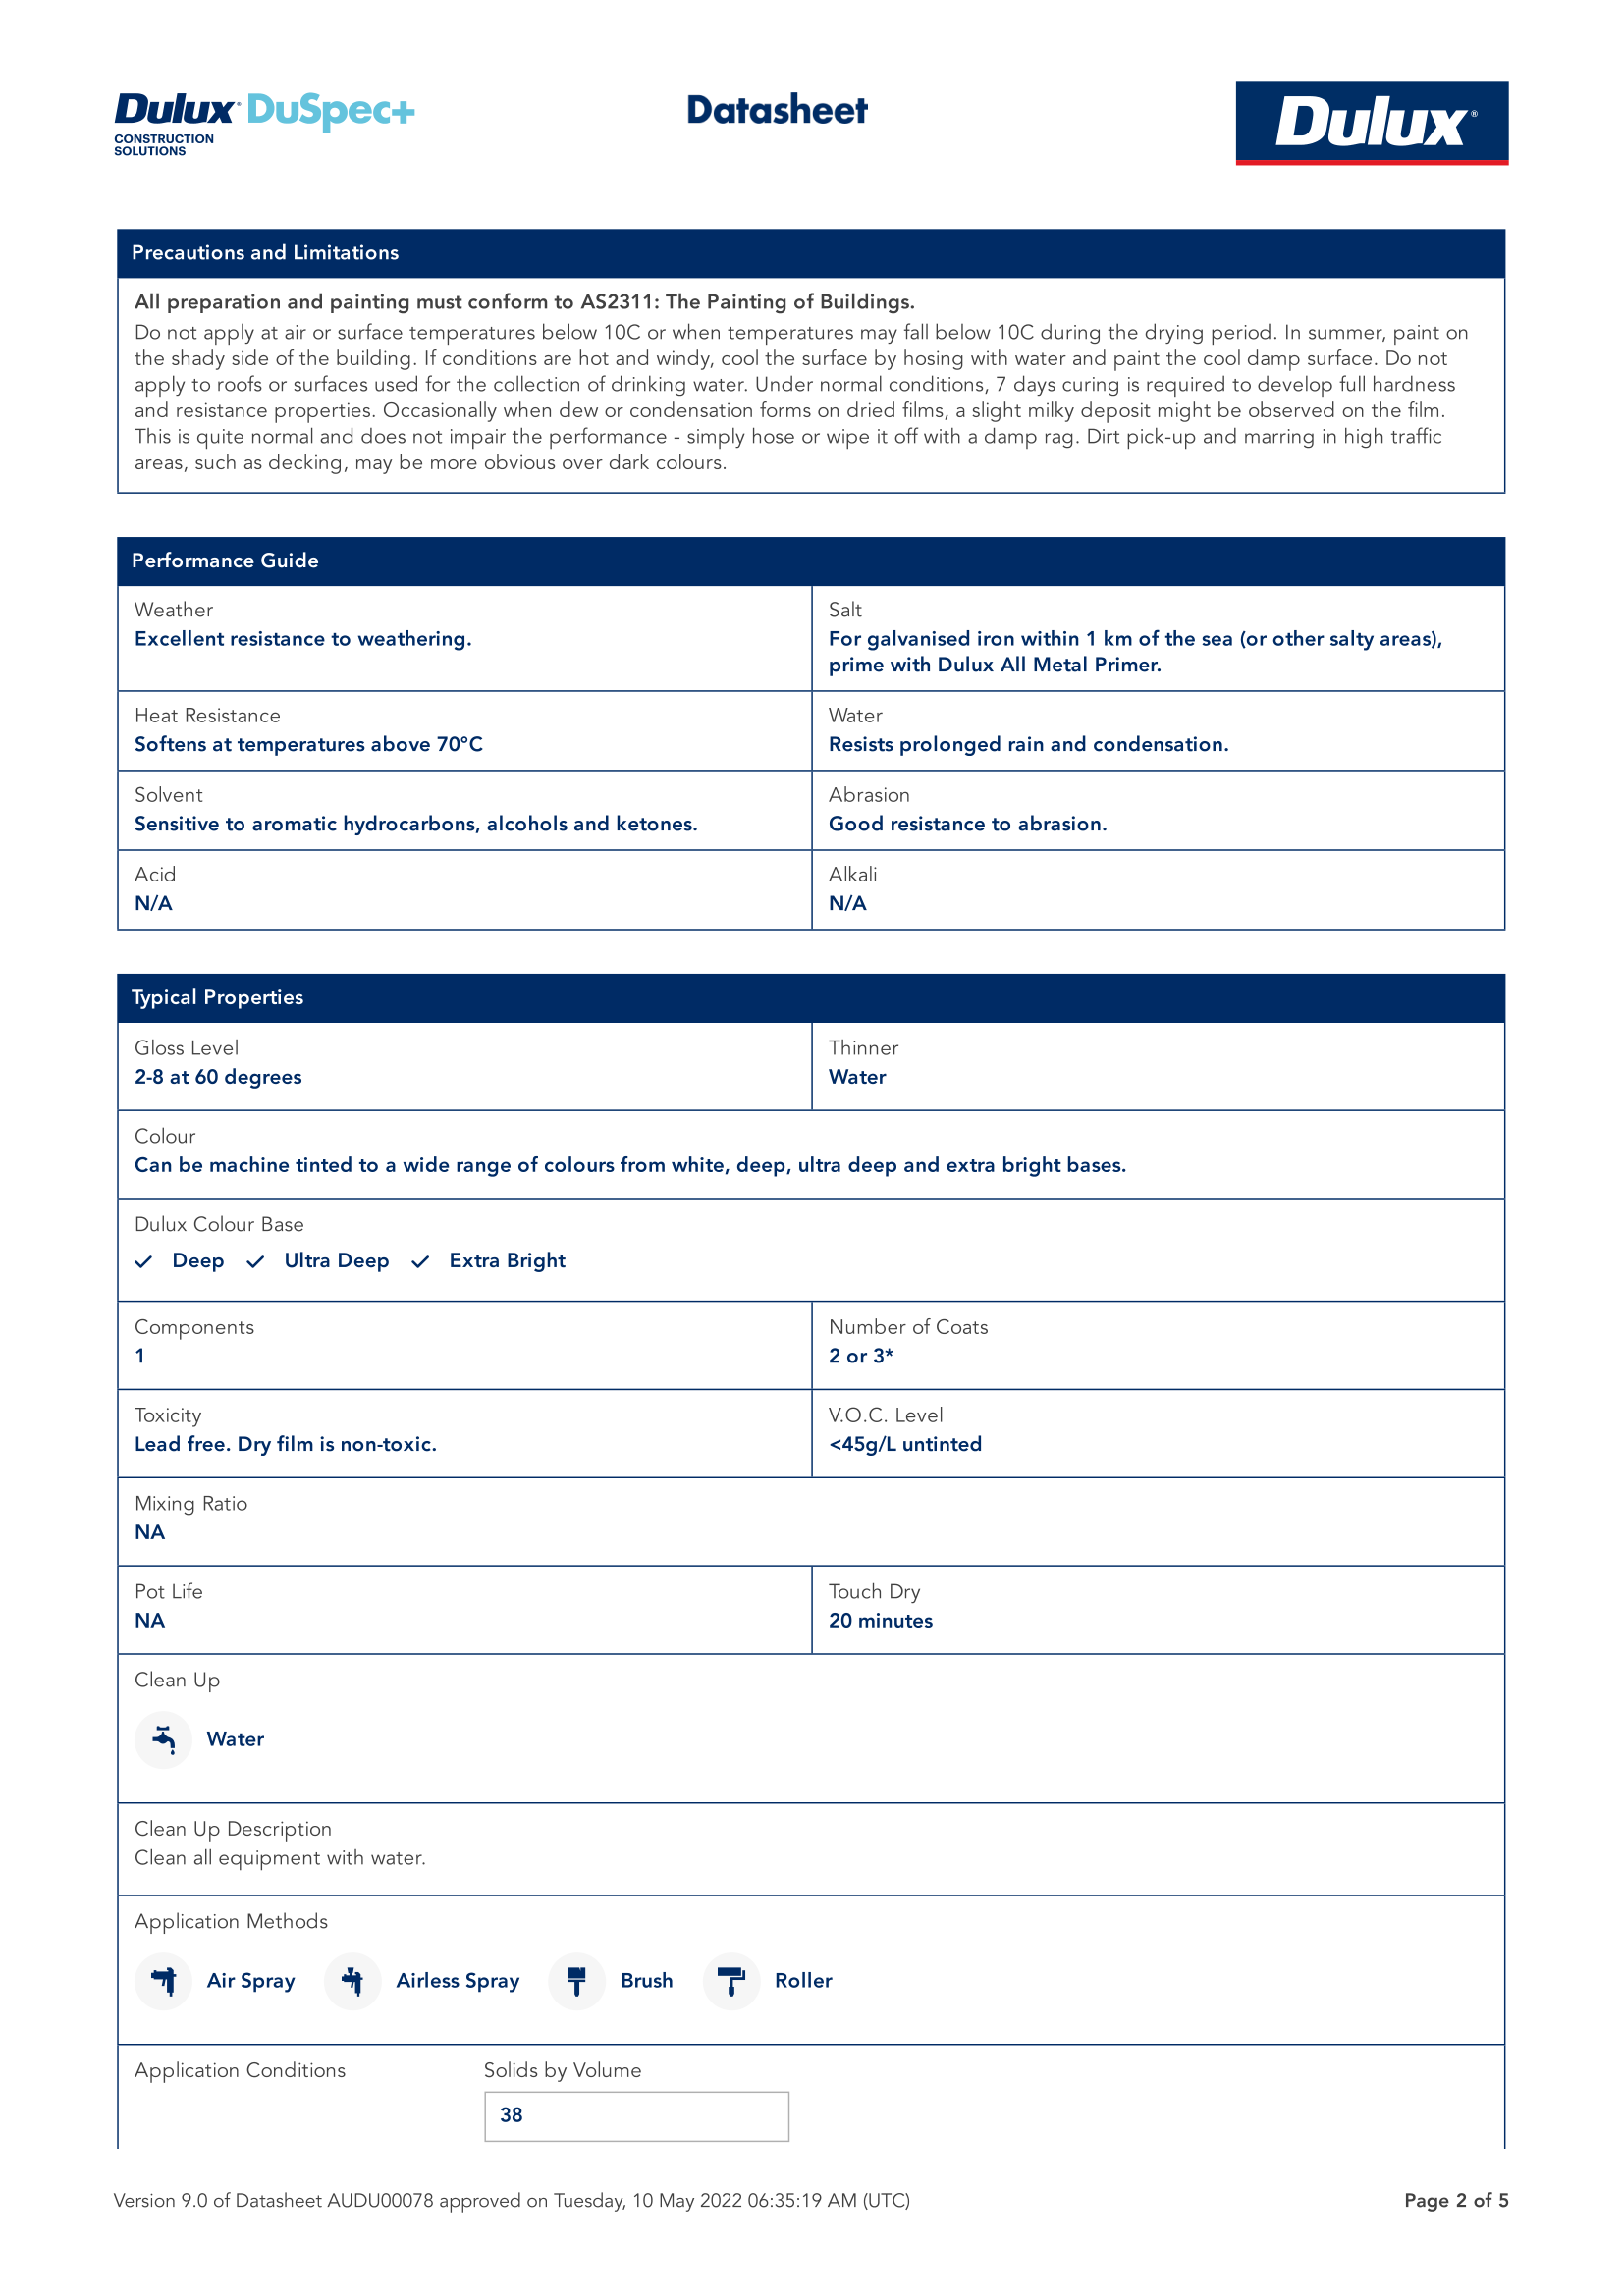 Dulux® DuSpec+
CONSTRUCTION
SOLUTIONS
Datasheet
Dulux®
Precautions and Limitations
All preparation and painting must conform to AS2311: The Painting of Buildings.
Do not apply at air or surface temperatures below 10C or when temperatures may fall below 10C during the drying period. In summer, paint on
the shady side of the building. If conditions are hot and windy, cool the surface by hosing with water and paint the cool damp surface. Do not
apply to roofs or surfaces used for the collection of drinking water. Under normal conditions, 7 days curing is required to develop full hardness
and resistance properties. Occasionally when dew or condensation forms on dried films, a slight milky deposit might be observed on the film.
This is quite normal and does not impair the performance - simply hose or wipe it off with a damp rag. Dirt pick-up and marring in high traffic
areas, such as decking, may be more obvious over dark colours.
Performance Guide
Weather
Excellent resistance to weathering.
Salt
For galvanised iron within 1 km of the sea (or other salty areas),
prime with Dulux All Metal Primer.
Heat Resistance
Softens at temperatures above 70°C
Water
Resists prolonged rain and condensation.
Solvent
Sensitive to aromatic hydrocarbons, alcohols and ketones.
Abrasion
Good resistance to abrasion.
Acid
N/A
Alkali
N/A
Typical Properties
Gloss Level
2-8 at 60 degrees
Thinner
Water
Colour
Can be machine tinted to a wide range of colours from white, deep, ultra deep and extra bright bases.
Dulux Colour Base
✓ Deep ✓ Ultra Deep ✓ Extra Bright
Components
1
Number of Coats
2 or 3*
Toxicity
Lead free. Dry film is non-toxic.
V.O.C. Level
<45g/L untinted
Mixing Ratio
NA
Pot Life
NA
Touch Dry
20 minutes
Clean Up
Water
Clean Up Description
Clean all equipment with water.
Application Methods
Air Spray Airless Spray Brush Roller
Application Conditions
Solids by Volume
38
Version 9.0 of Datasheet AUDU00078 approved on Tuesday, 10 May 2022 06:35:19 AM (UTC)
Page 2 of 5